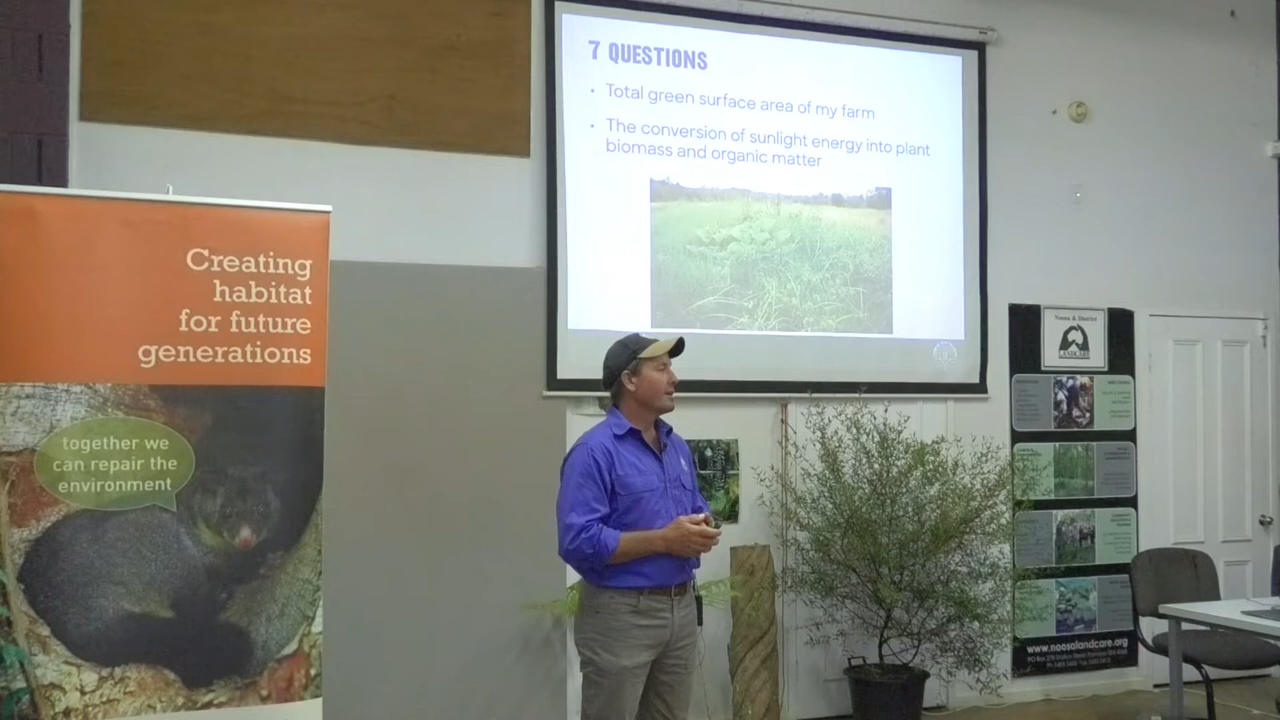 7 QUESTIONS
• Total green surface area of my farm
• The conversion of sunlight energy into plant
biomass and organic matter
Creating
habitat
for future
generations
together we
can repair the
environment
Noosa & District
LANDCARE
www.noosalandcare.org